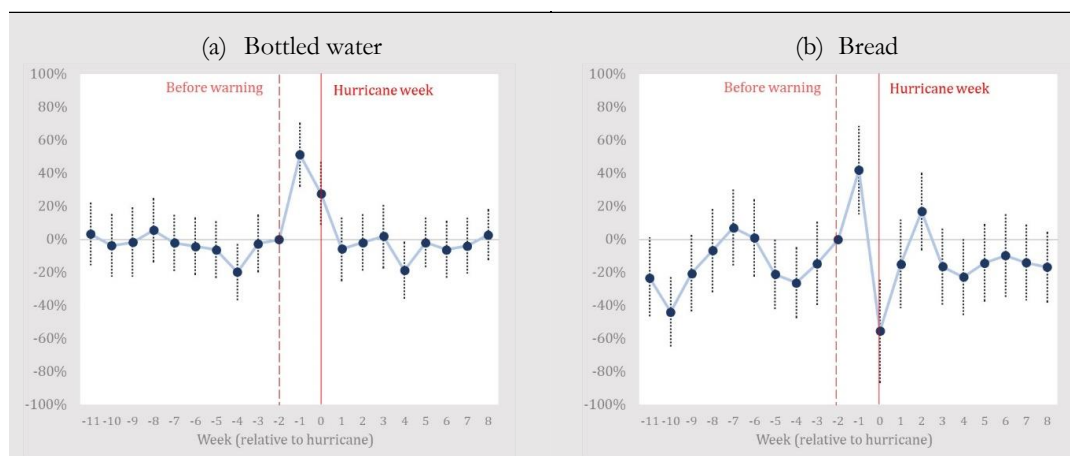 (a) Bottled water
100%
80%
60%
40%
20%
0%
-20%
-40%
-60%
-80%
-100%
Before warning
Hurricane week
-11 -10 -9 -8 -7 -6 -5 -4 -3 -2 -1 0 1 2 3 4 5 6 7 8
Week (relative to hurricane)
(b) Bread
100%
80%
60%
40%
20%
0%
-20%
-40%
-60%
-80%
-100%
Before warning
Hurricane week
-11 -10 -9 -8 -7 -6 -5 -4 -3 -2 -1 0 1 2 3 4 5 6 7 8
Week (relative to hurricane)